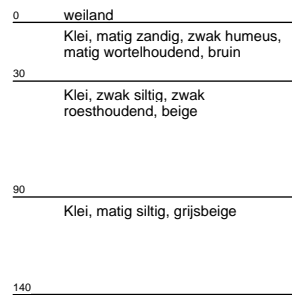 0 weiland
Klei, matig zandig, zwak humeus,
matig wortelhoudend, bruin
30
Klei, zwak siltig, zwak
roesthoudend, beige
90
Klei, matig siltig, grijsbeige
140